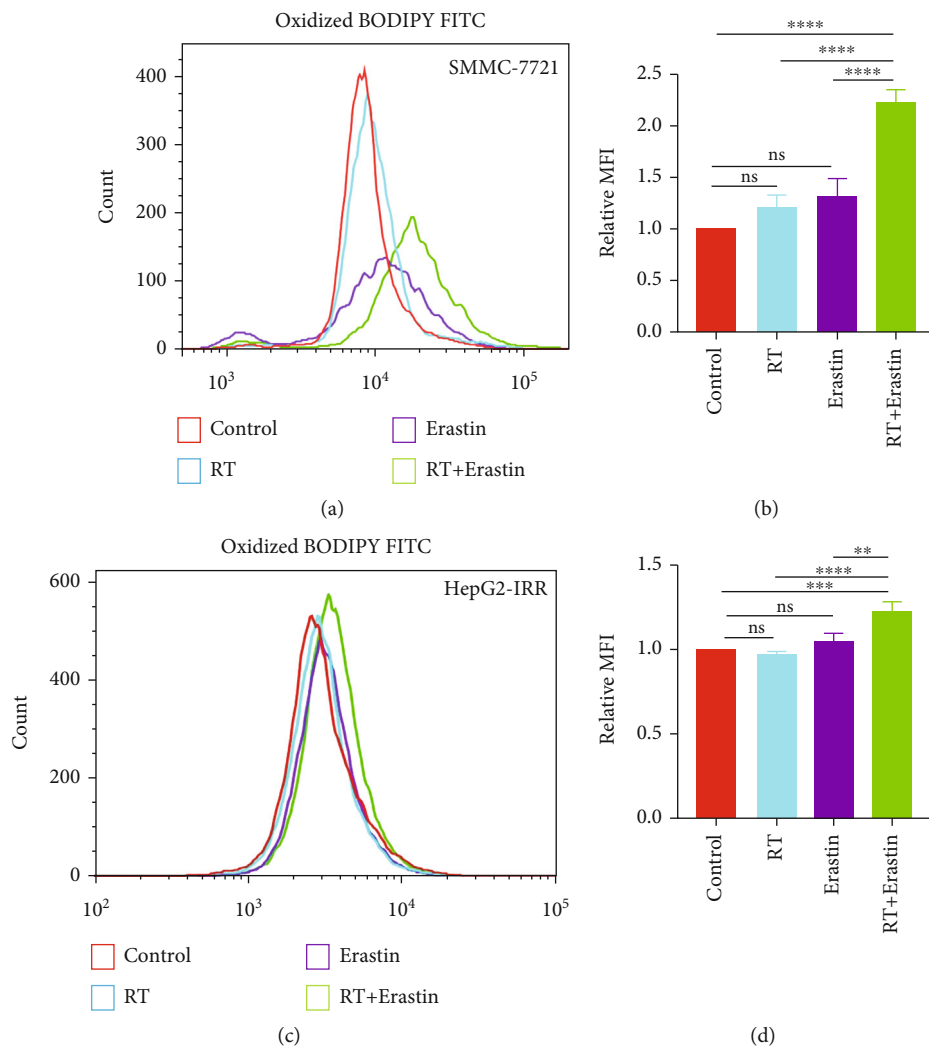 Oxidized BODIPY FITC
SMMC-7721
Count
400
300
200
100
0
10³
10⁴
10⁵
Control
Erastin
RT
RT+Erastin
(a)
****
****
****
ns
ns
Relative MFI
2.5
2.0
1.5
1.0
0.5
0.0
Control
RT
Erastin
RT+Erastin
(b)
Oxidized BODIPY FITC
HepG2-IRR
Count
600
400
200
0
10²
10³
10⁴
10⁵
Control
Erastin
RT
RT+Erastin
(c)
**
****
***
ns
ns
Relative MFI
1.5
1.0
0.5
0.0
Control
RT
Erastin
RT+Erastin
(d)